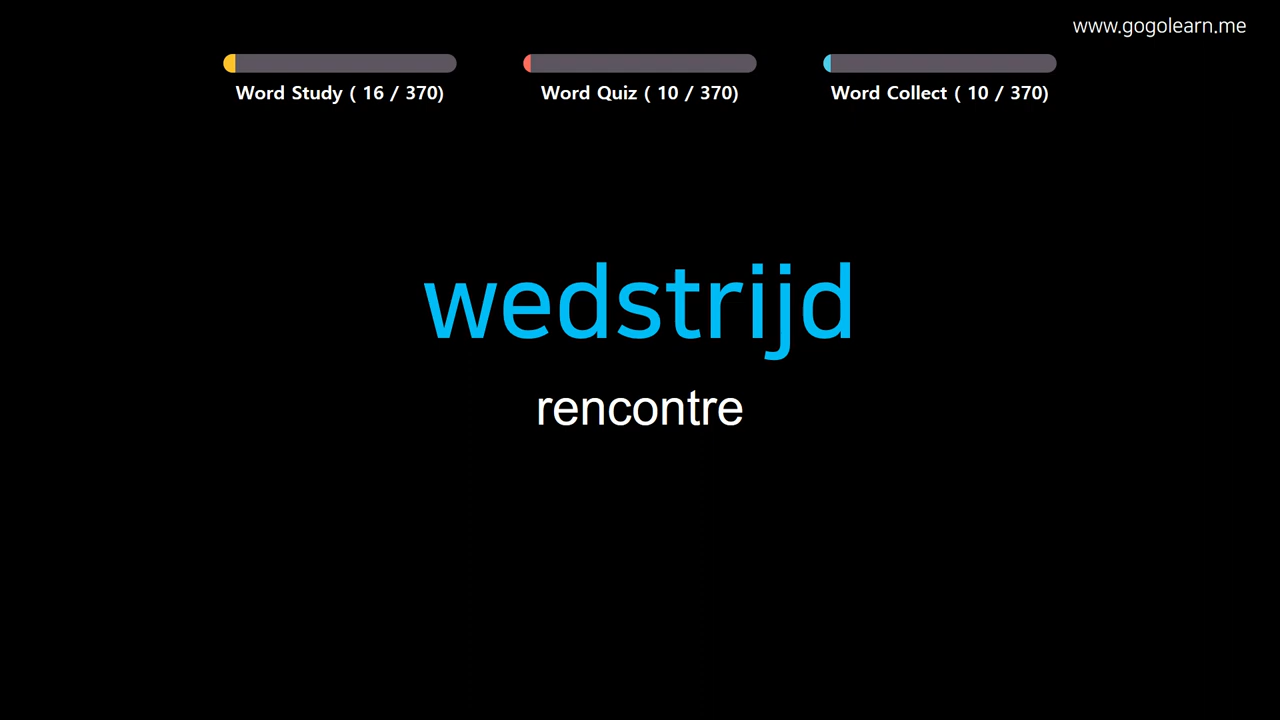 www.gogolearn.me
Word Study ( 16 / 370)
Word Quiz ( 10 / 370)
Word Collect ( 10 / 370)
wedstrijd
rencontre